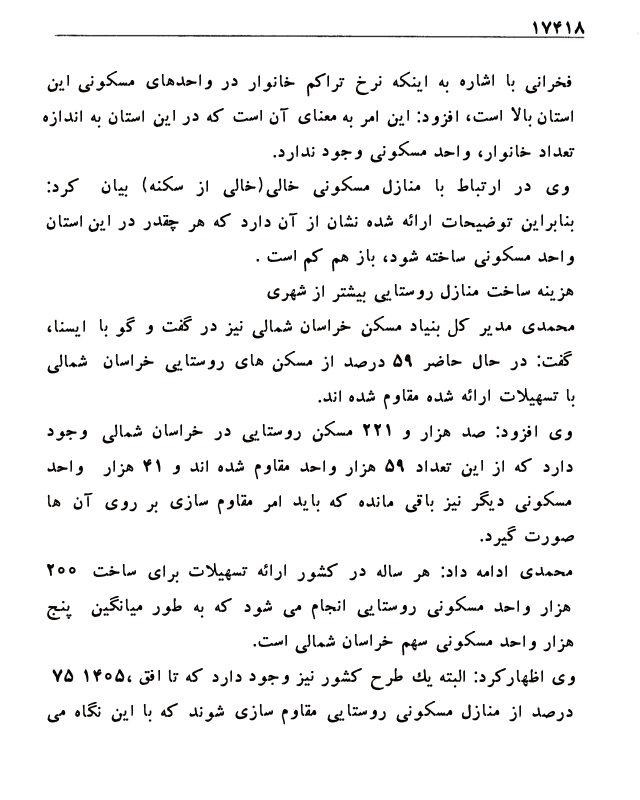 ۱۷۴۱۸
فخرانی با اشاره به اینکه نرخ تراکم خانوار در واحدهای مسکونی این
استان بالا است، افزود: این امر به معنای آن است که در این استان به اندازه
تعداد خانوار، واحد مسکونی وجود ندارد.
وی در ارتباط با منازل مسکونی خالی(خالی از سکنه) بیان کرد:
بنابراین توضیحات ارائه شده نشان از آن دارد که هر چقدر در این استان
واحد مسکونی ساخته شود، باز هم کم است .
هزینه ساخت منازل روستایی بیشتر از شهری
محمدی مدیر کل بنیاد مسکن خراسان شمالی نیز در گفت و گو با ایسنا،
گفت: در حال حاضر ۵۹ درصد از مسکن های روستایی خراسان شمالی
با تسهیلات ارائه شده مقاوم شده اند.
وی افزود: صد هزار و ۲۲۱ مسکن روستایی در خراسان شمالی وجود
دارد که از این تعداد ۵۹ هزار واحد مقاوم شده اند و ۴۱ هزار واحد
مسکونی دیگر نیز باقی مانده که باید امر مقاوم سازی بر روی آن ها
صورت گیرد.
محمدی ادامه داد: هر ساله در کشور ارائه تسهیلات برای ساخت ۲۰۰
هزار واحد مسکونی روستایی انجام می شود که به طور میانگین پنج
هزار واحد مسکونی سهم خراسان شمالی است.
وی اظهارکرد: البته یك طرح کشور نیز وجود دارد که تا افق ،۱۴۰۵ ۷۵
درصد از منازل مسکونی روستایی مقاوم سازی شوند که با این نگاه می